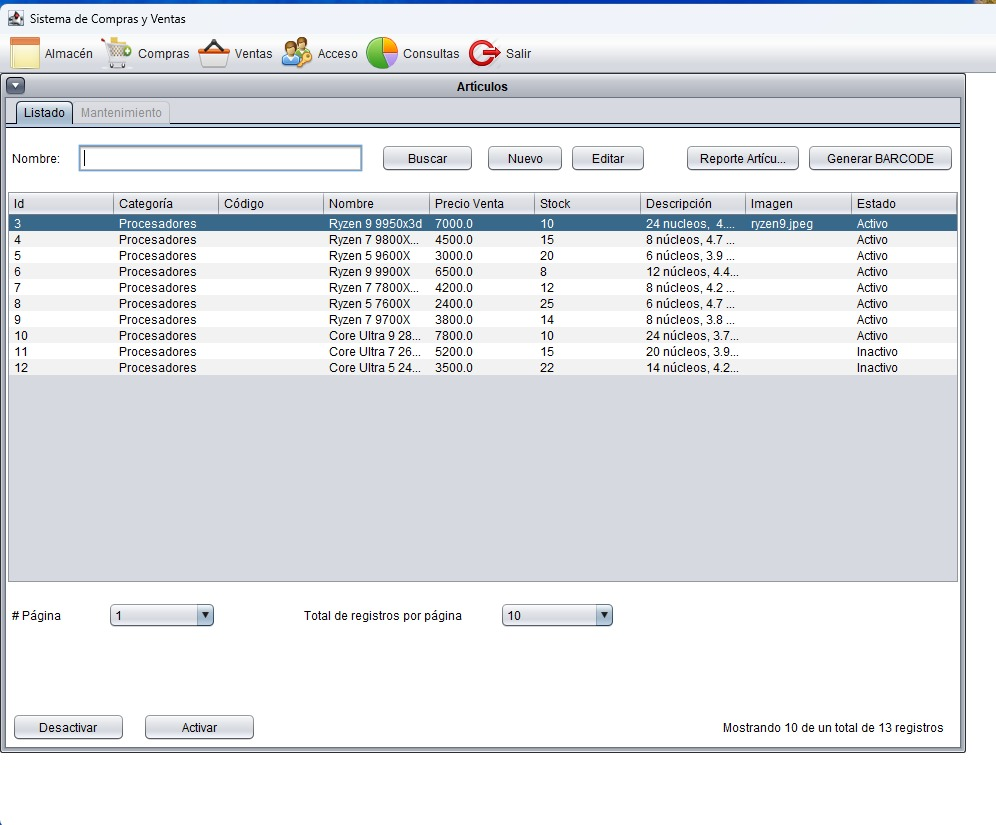 Sistema de Compras y Ventas
Almacén Compras Ventas Acceso Consultas Salir
Artículos
Listado Mantenimiento
Nombre: Buscar Nuevo Editar Reporte Artícu... Generar BARCODE
Id Categoría Código Nombre Precio Venta Stock Descripción Imagen Estado
3 Procesadores Ryzen 9 9950x3d 7000.0 10 24 nucleos, 4.... ryzen9.jpeg Activo
4 Procesadores Ryzen 7 9800X... 4500.0 15 8 núcleos, 4.7 ... Activo
5 Procesadores Ryzen 5 9600X 3000.0 20 6 núcleos, 3.9 ... Activo
6 Procesadores Ryzen 9 9900X 6500.0 8 12 núcleos, 4.4... Activo
7 Procesadores Ryzen 7 7800X... 4200.0 12 8 núcleos, 4.2 ... Activo
8 Procesadores Ryzen 5 7600X 2400.0 25 6 núcleos, 4.7 ... Activo
9 Procesadores Ryzen 7 9700X 3800.0 14 8 núcleos, 3.8 ... Activo
10 Procesadores Core Ultra 9 28... 7800.0 10 24 núcleos, 3.7... Activo
11 Procesadores Core Ultra 7 26... 5200.0 15 20 núcleos, 3.9... Inactivo
12 Procesadores Core Ultra 5 24... 3500.0 22 14 núcleos, 4.2... Inactivo
# Página 1 Total de registros por página 10
Desactivar Activar Mostrando 10 de un total de 13 registros